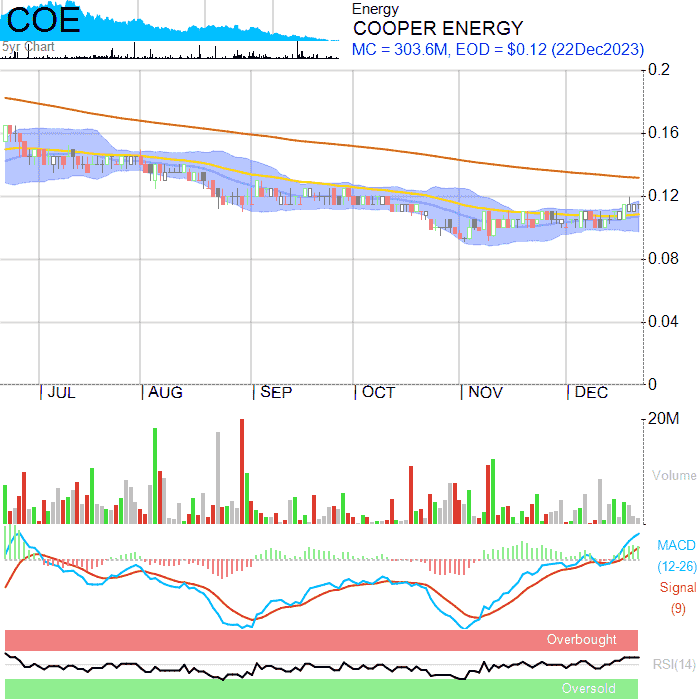 COE
5yr Chart
Energy
COOPER ENERGY
MC = 303.6M, EOD = $0.12 (22Dec2023)
0.2
0.16
0.12
0.08
0.04
0
JUL AUG SEP OCT NOV DEC
20M
Volume
MACD
(12-26)
Signal
(9)
Overbought
RSI(14)
Oversold